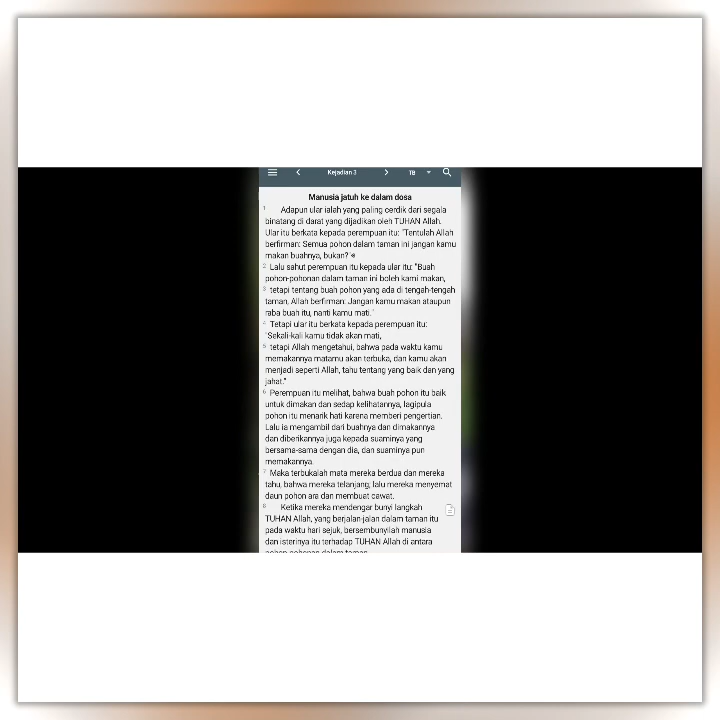 Kejadian 3 TB
Manusia jatuh ke dalam dosa
1 Adapun ular ialah yang paling cerdik dari segala
binatang di darat yang dijadikan oleh TUHAN Allah.
Ular itu berkata kepada perempuan itu: "Tentulah Allah
berfirman: Semua pohon dalam taman ini jangan kamu
makan buahnya, bukan?"
2 Lalu sahut perempuan itu kepada ular itu: "Buah
pohon-pohonan dalam taman ini boleh kami makan,
3 tetapi tentang buah pohon yang ada di tengah-tengah
taman, Allah berfirman: Jangan kamu makan ataupun
raba buah itu, nanti kamu mati."
4 Tetapi ular itu berkata kepada perempuan itu:
"Sekali-kali kamu tidak akan mati,
5 tetapi Allah mengetahui, bahwa pada waktu kamu
memakannya matamu akan terbuka, dan kamu akan
menjadi seperti Allah, tahu tentang yang baik dan yang
jahat."
6 Perempuan itu melihat, bahwa buah pohon itu baik
untuk dimakan dan sedap kelihatannya, lagipula
pohon itu menarik hati karena memberi pengertian.
Lalu ia mengambil dari buahnya dan dimakannya
dan diberikannya juga kepada suaminya yang
bersama-sama dengan dia, dan suaminya pun
memakannya.
7 Maka terbukalah mata mereka berdua dan mereka
tahu, bahwa mereka telanjang; lalu mereka menyemat
daun pohon ara dan membuat cawat.
8 Ketika mereka mendengar bunyi langkah
TUHAN Allah, yang berjalan-jalan dalam taman itu
pada waktu hari sejuk, bersembunyilah manusia
dan isterinya itu terhadap TUHAN Allah di antara
pohon-pohonan dalam taman.